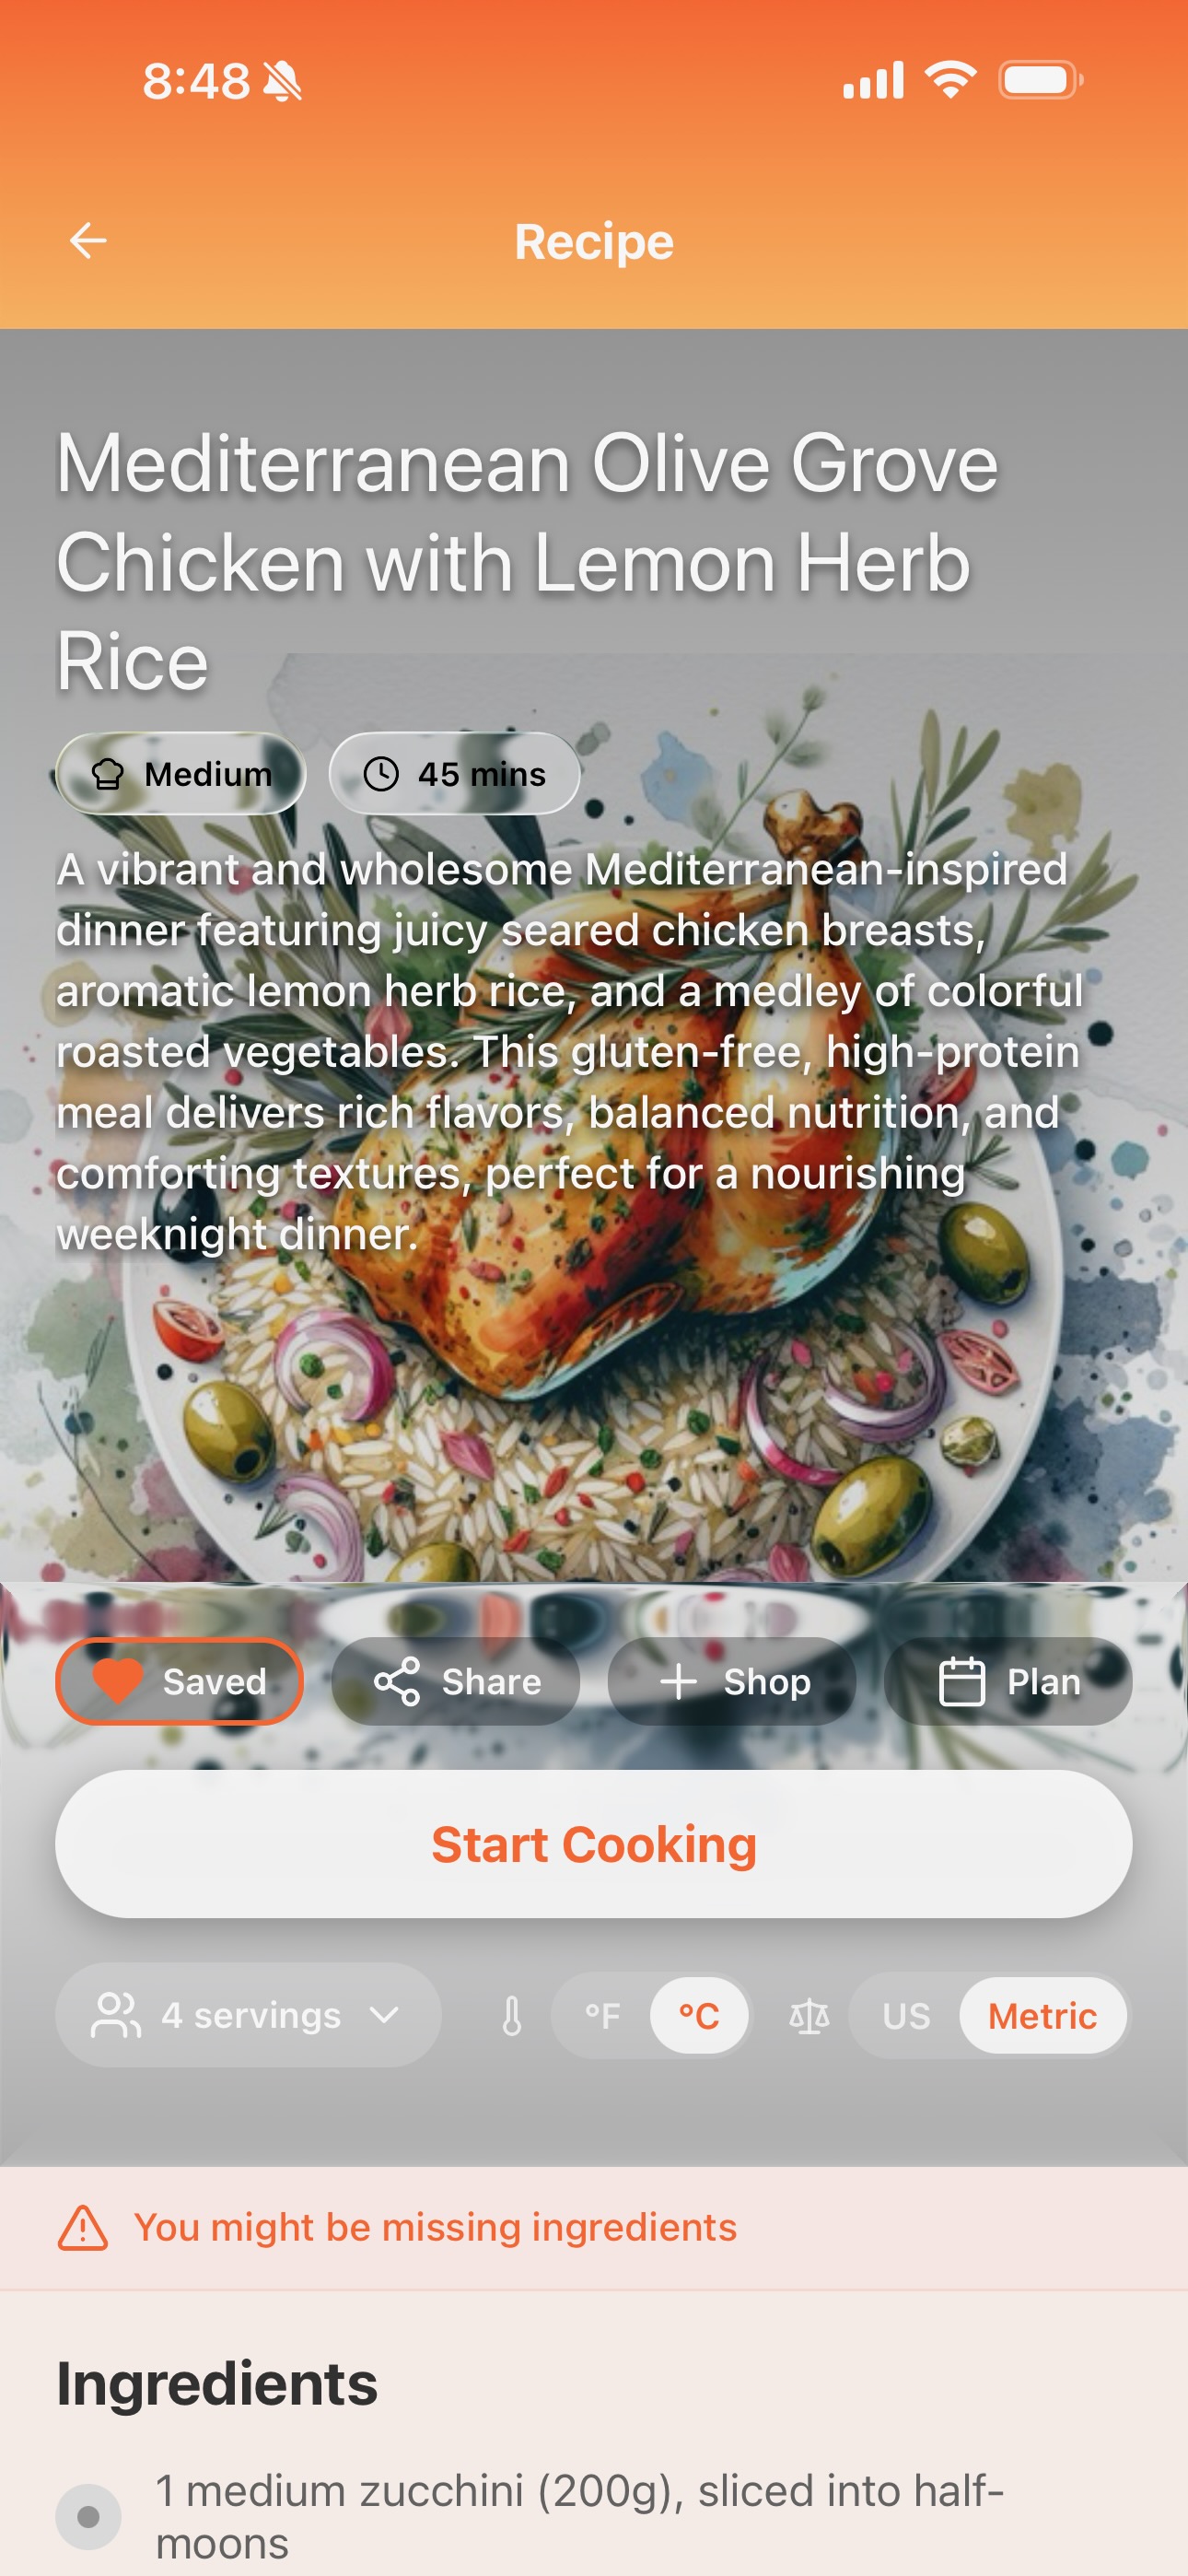 8:48
Recipe
Mediterranean Olive Grove
Chicken with Lemon Herb
Rice
Medium
45 mins
A vibrant and wholesome Mediterranean-inspired
dinner featuring juicy seared chicken breasts,
aromatic lemon herb rice, and a medley of colorful
roasted vegetables. This gluten-free, high-protein
meal delivers rich flavors, balanced nutrition, and
comforting textures, perfect for a nourishing
weeknight dinner.
Saved
Share
Shop
Plan
Start Cooking
4 servings
°F
°C
US
Metric
You might be missing ingredients
Ingredients
1 medium zucchini (200g), sliced into half-
moons